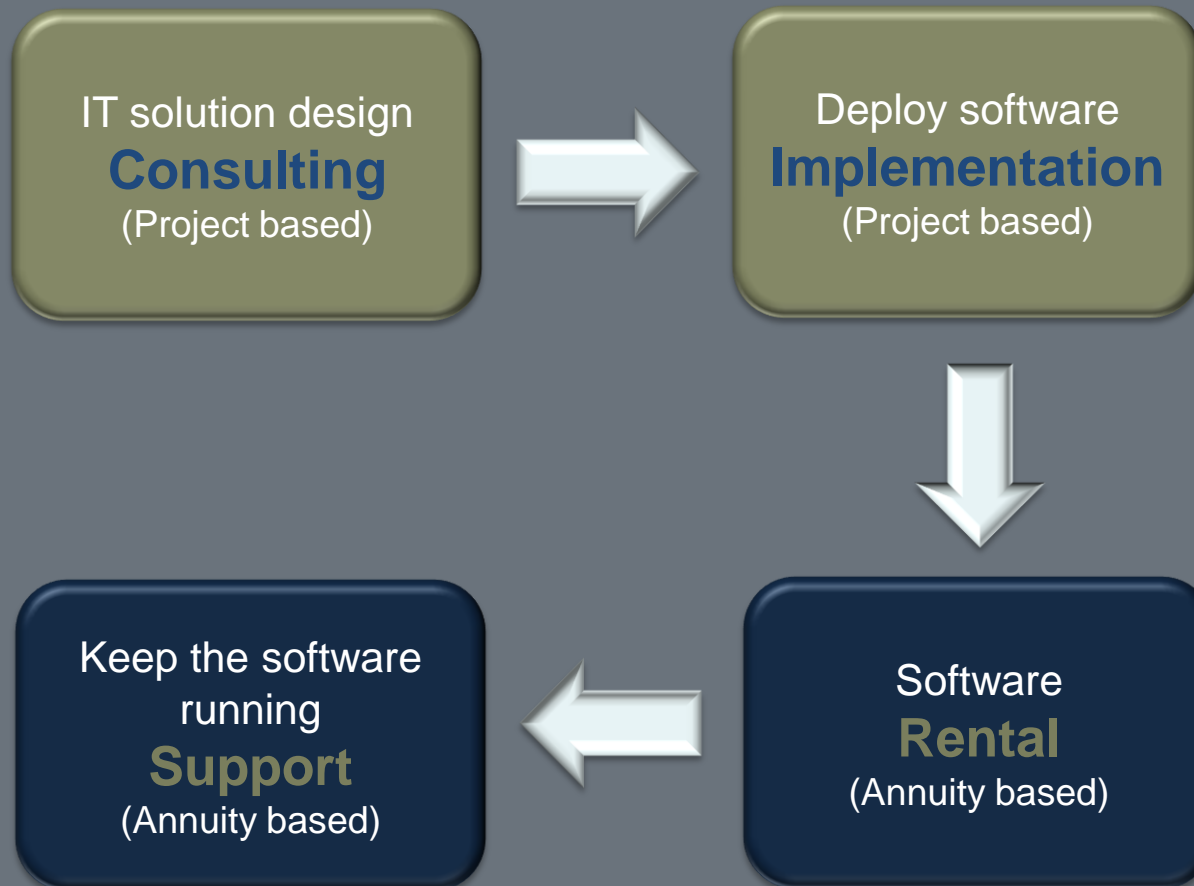 IT solution design
Consulting
(Project based)
Deploy software
Implementation
(Project based)
Software
Rental
(Annuity based)
Keep the software
running
Support
(Annuity based)